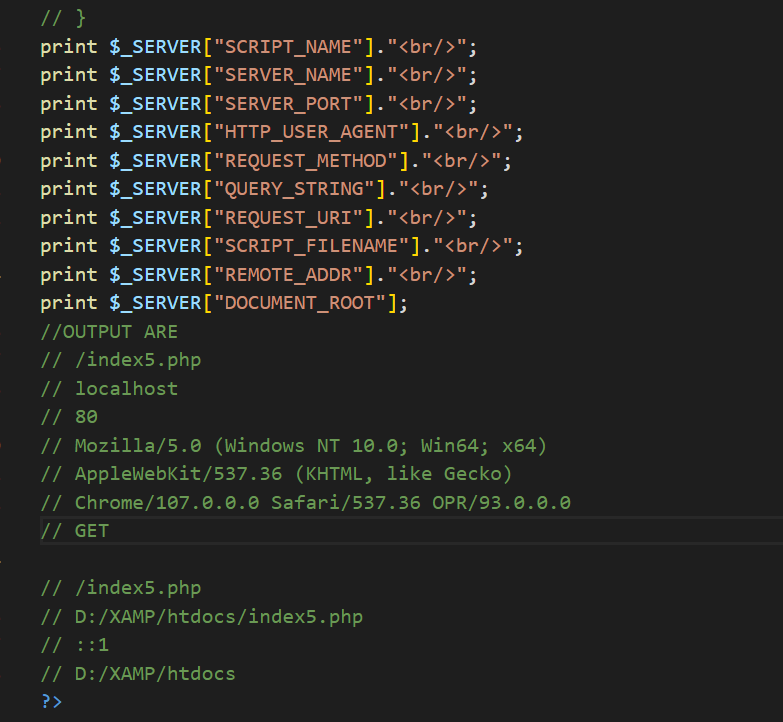 // }
print $_SERVER["SCRIPT_NAME"]."<br/>";
print $_SERVER["SERVER_NAME"]."<br/>";
print $_SERVER["SERVER_PORT"]."<br/>";
print $_SERVER["HTTP_USER_AGENT"]."<br/>";
print $_SERVER["REQUEST_METHOD"]."<br/>";
print $_SERVER["QUERY_STRING"]."<br/>";
print $_SERVER["REQUEST_URI"]."<br/>";
print $_SERVER["SCRIPT_FILENAME"]."<br/>";
print $_SERVER["REMOTE_ADDR"]."<br/>";
print $_SERVER["DOCUMENT_ROOT"];
//OUTPUT ARE
// /index5.php
// localhost
// 80
// Mozilla/5.0 (Windows NT 10.0; Win64; x64)
// AppleWebKit/537.36 (KHTML, like Gecko)
// Chrome/107.0.0.0 Safari/537.36 OPR/93.0.0.0
// GET
// /index5.php
// D:/XAMP/htdocs/index5.php
// ::1
// D:/XAMP/htdocs
?>